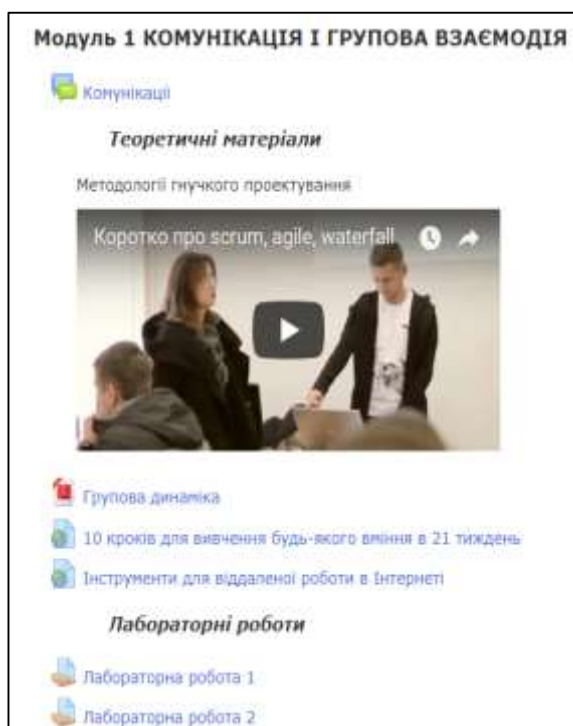 Модуль 1 КОМУНІКАЦІЯ І ГРУПОВА ВЗАЄМОДІЯ
Комунікації
Теоретичні матеріали
Методології гнучкого проектування
Коротко про scrum, agile, waterfall
Групова динаміка
10 кроків для вивчення будь-якого вміння в 21 тиждень
Інструменти для віддаленої роботи в Інтернеті
Лабораторні роботи
Лабораторна робота 1
Лабораторна робота 2